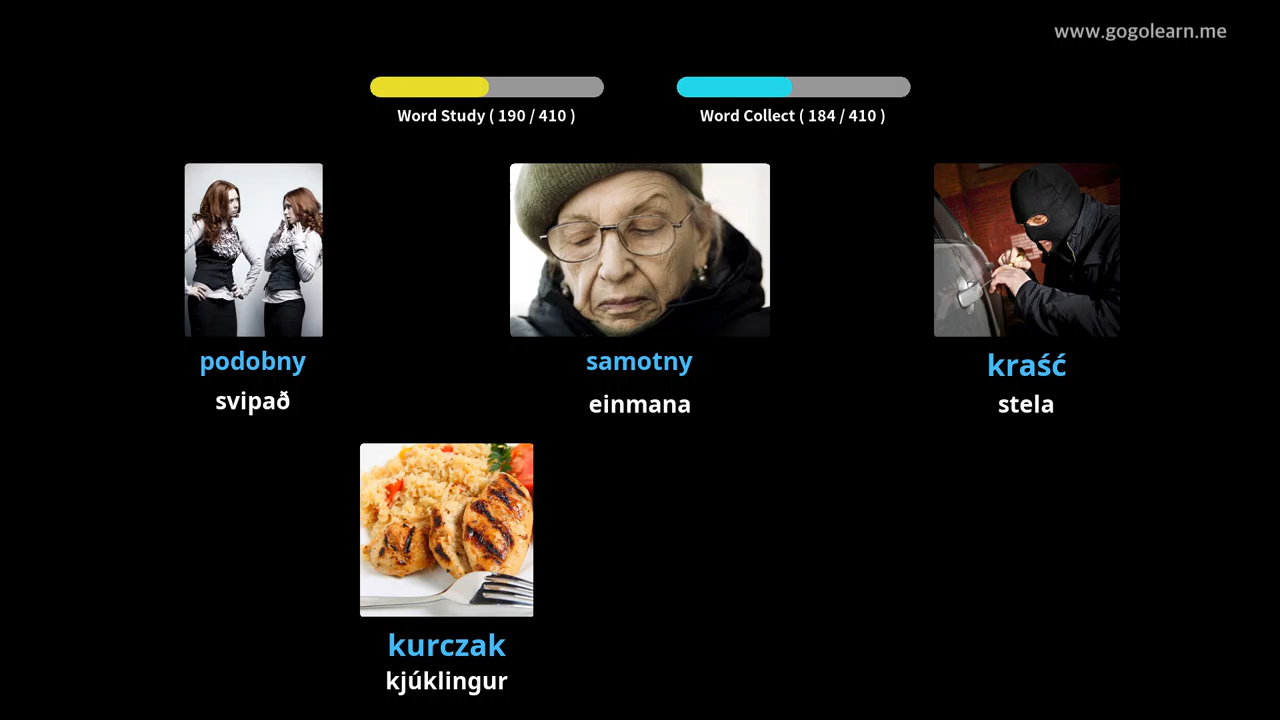 www.gogolearn.me
Word Study ( 190 / 410 )
Word Collect ( 184 / 410 )
podobny
svipað
samotny
einmana
kraść
stela
kurczak
kjúklingur